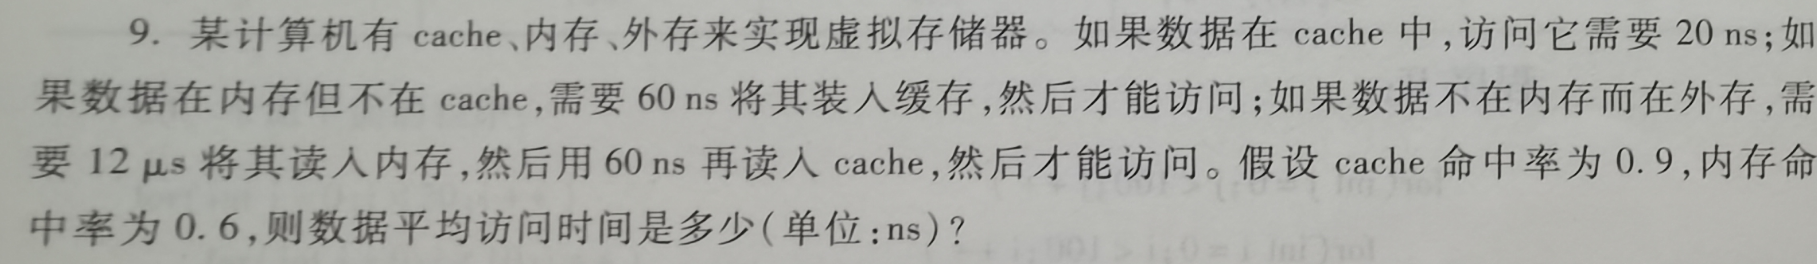 9. 某计算机有 cache、内存、外存来实现虚拟存储器。如果数据在 cache 中,访问它需要 20 ns;如
果数据在内存但不在 cache,需要 60 ns 将其装入缓存,然后才能访问;如果数据不在内存而在外存,需
要 12 μs 将其读入内存,然后用 60 ns 再读入 cache,然后才能访问。假设 cache 命中率为 0.9,内存命
中率为 0.6,则数据平均访问时间是多少(单位:ns)?